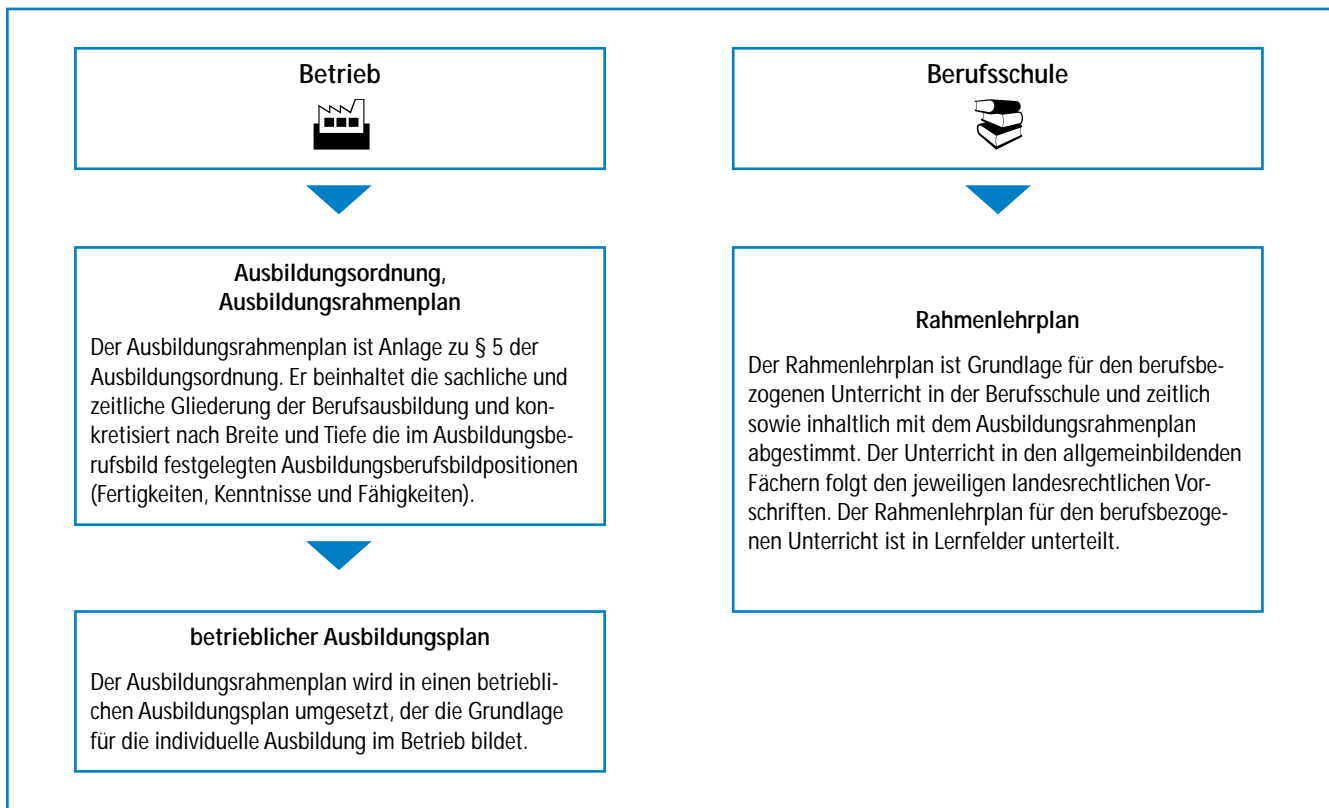 Betrieb
Ausbildungsordnung,
Ausbildungsrahmenplan
Der Ausbildungsrahmenplan ist Anlage zu § 5 der
Ausbildungsordnung. Er beinhaltet die sachliche und
zeitliche Gliederung der Berufsausbildung und kon-
kretisiert nach Breite und Tiefe die im Ausbildungsbe-
rufsbild festgelegten Ausbildungsberufsbildpositionen
(Fertigkeiten, Kenntnisse und Fähigkeiten).
betrieblicher Ausbildungsplan
Der Ausbildungsrahmenplan wird in einen betriebli-
chen Ausbildungsplan umgesetzt, der die Grundlage
für die individuelle Ausbildung im Betrieb bildet.
Berufsschule
Rahmenlehrplan
Der Rahmenlehrplan ist Grundlage für den berufsbe-
zogenen Unterricht in der Berufsschule und zeitlich
sowie inhaltlich mit dem Ausbildungsrahmenplan
abgestimmt. Der Unterricht in den allgemeinbildenden
Fächern folgt den jeweiligen landesrechtlichen Vor-
schriften. Der Rahmenlehrplan für den berufsbezoge-
nen Unterricht ist in Lernfelder unterteilt.